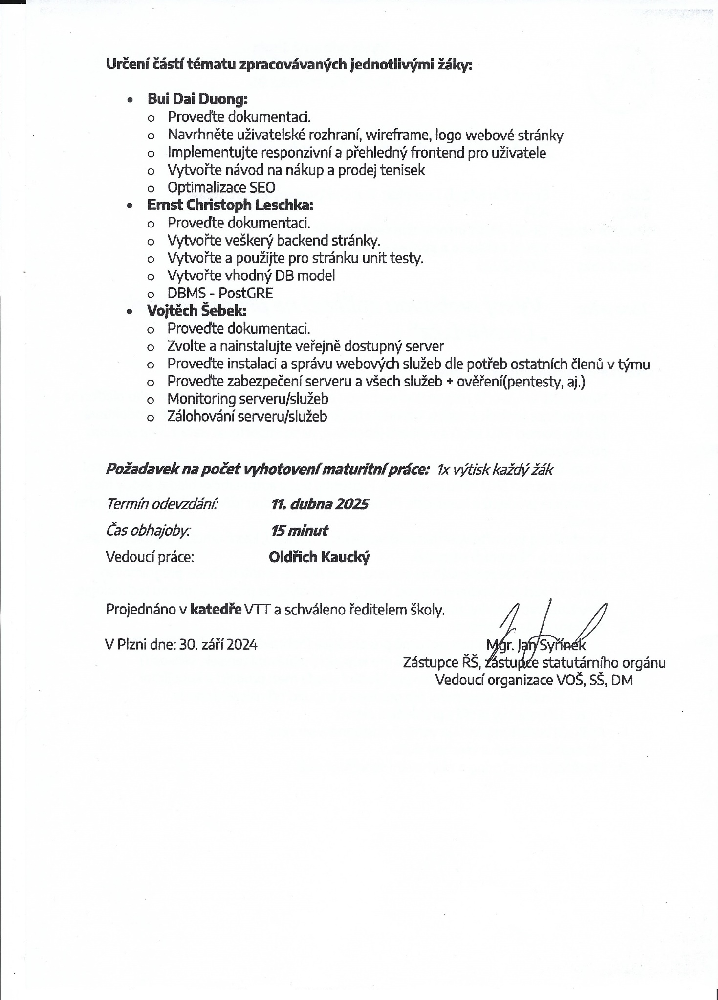 Určení částí tématu zpracovávaných jednotlivými žáky:
• Bui Dai Duong:
o Proveďte dokumentaci.
o Navrhněte uživatelské rozhraní, wireframe, logo webové stránky
o Implementujte responzivní a přehledný frontend pro uživatele
o Vytvořte návod na nákup a prodej tenisek
o Optimalizace SEO
• Ernst Christoph Leschka:
o Proveďte dokumentaci.
o Vytvořte veškerý backend stránky.
o Vytvořte a použijte pro stránku unit testy.
o Vytvořte vhodný DB model
o DBMS - PostGRE
• Vojtěch Šebek:
o Proveďte dokumentaci.
o Zvolte a nainstalujte veřejně dostupný server
o Proveďte instalaci a správu webových služeb dle potřeb ostatních členů v týmu
o Proveďte zabezpečení serveru a všech služeb + ověření(pentesty, aj.)
o Monitoring serveru/služeb
o Zálohování serveru/služeb
Požadavek na počet vyhotovení maturitní práce: 1x výtisk každý žák
Termín odevzdání: 11. dubna 2025
Čas obhajoby: 15 minut
Vedoucí práce: Oldřich Kaucký
Projednáno v katedře VTT a schváleno ředitelem školy.
V Plzni dne: 30. září 2024
Mgr. Jan Syřínek
Zástupce ŘŠ, zástupce statutárního orgánu
Vedoucí organizace VOŠ, SŠ, DM